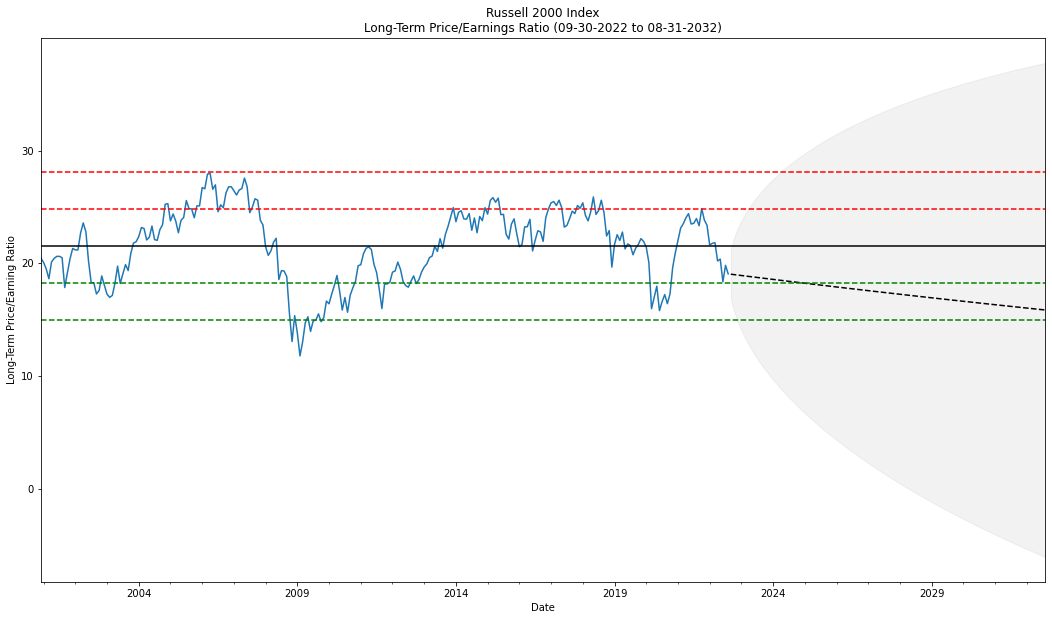 Russell 2000 Index
Long-Term Price/Earnings Ratio (09-30-2022 to 08-31-2032)
Long-Term Price/Earning Ratio
30
20
10
0
2004
2009
2014
2019
2024
2029
Date